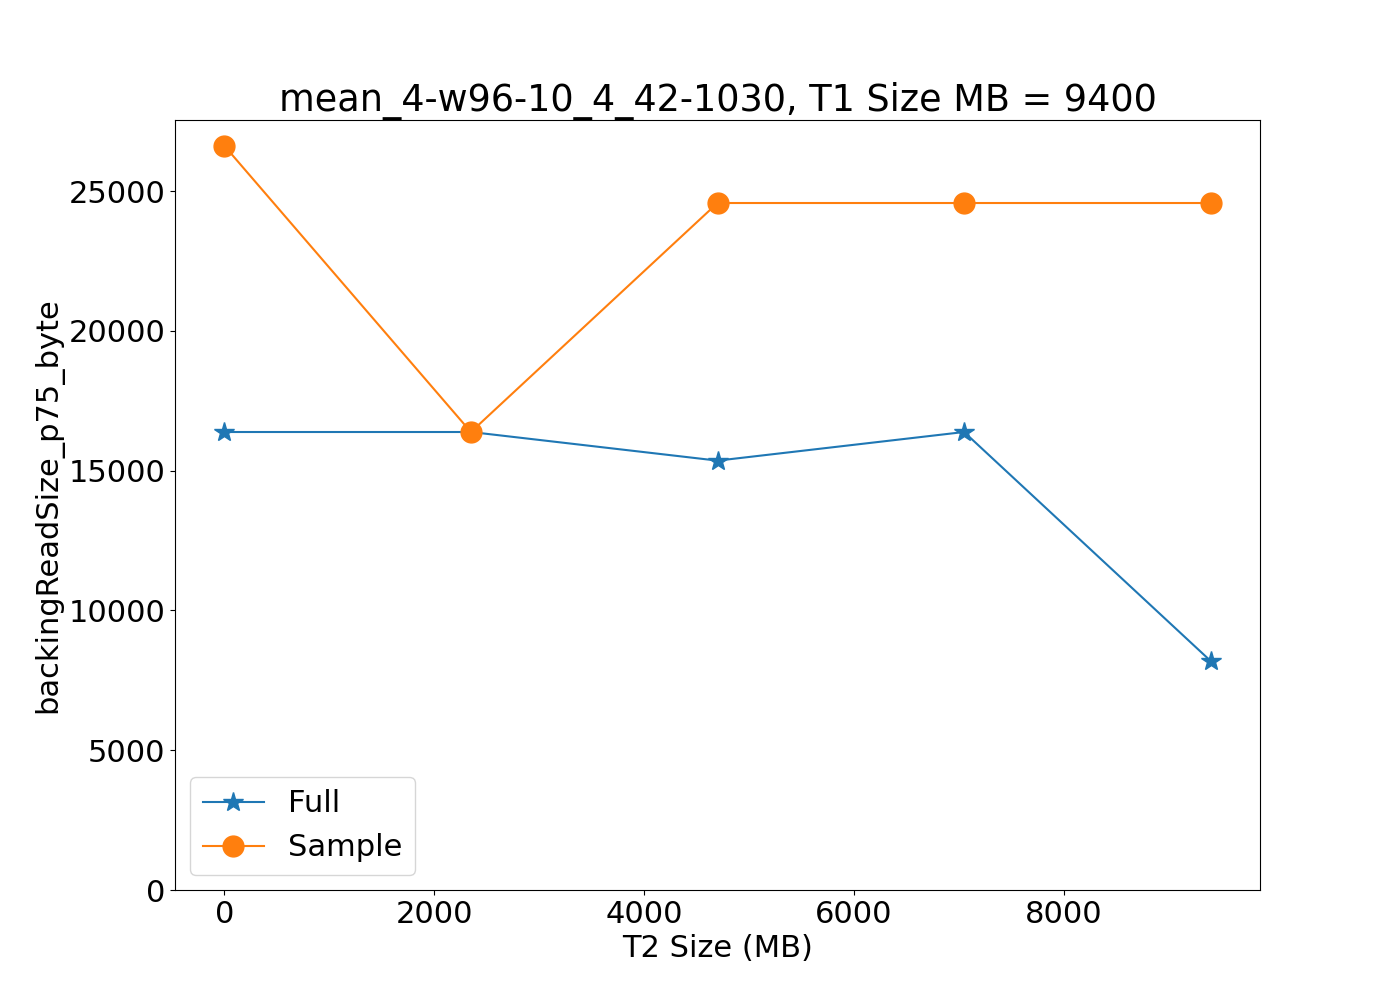 mean_4-w96-10_4_42-1030, T1 Size MB = 9400
backingReadSize_p75_byte
25000
20000
15000
10000
5000
0
Full
Sample
0 2000 4000 6000 8000
T2 Size (MB)